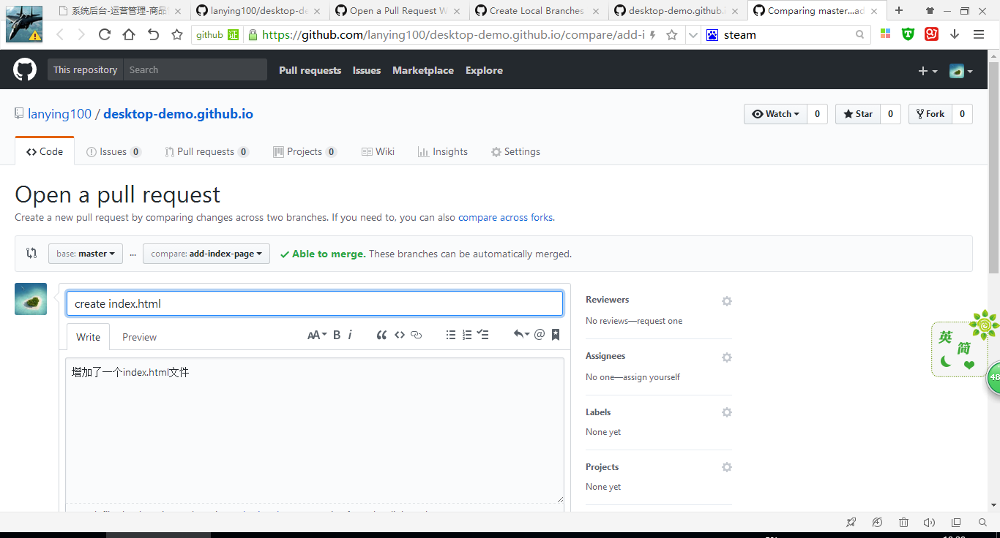 系统后台-运营管理-商品
lanying100/desktop-de
Open a Pull Request W
Create Local Branches
desktop-demo.github.i
Comparing master...ad
github 证 https://github.com/lanying100/desktop-demo.github.io/compare/add-i steam
This repository Search Pull requests Issues Marketplace Explore
lanying100 / desktop-demo.github.io
Watch 0 Star 0 Fork 0
Code Issues 0 Pull requests 0 Projects 0 Wiki Insights Settings
Open a pull request
Create a new pull request by comparing changes across two branches. If you need to, you can also compare across forks.
base: master ... compare: add-index-page Able to merge. These branches can be automatically merged.
create index.html
Write Preview AA B i @
增加了一个index.html文件
Reviewers
No reviews—request one
Assignees
No one—assign yourself
Labels
None yet
Projects
None yet
英 简
48